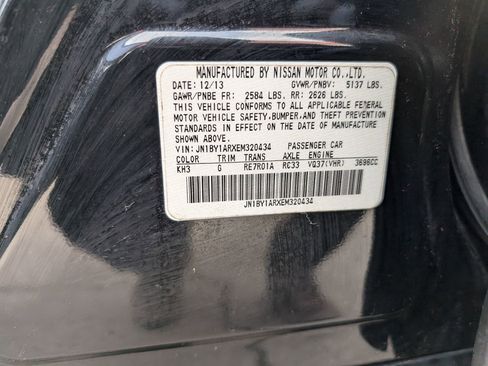 MANUFACTURED BY NISSAN MOTOR CO.,LTD.
DATE: 12/13 GVWR/PNBV: 5137 LBS.
GAWR/PNBE FR: 2584 LBS. RR: 2626 LBS.
THIS VEHICLE CONFORMS TO ALL APPLICABLE FEDERAL
MOTOR VEHICLE SAFETY,BUMPER,AND THEFT PREVENTION
STANDARDS IN EFFECT ON THE DATE OF MANUFACTURE
SHOWN ABOVE.
VIN: JN1BY1ARXEM320434 PASSENGER CAR
COLOR TRIM TRANS AXLE ENGINE
KH3 G RE7R01A RC33 VQ37(VHR) 3696CC
JN1BY1ARXEM320434